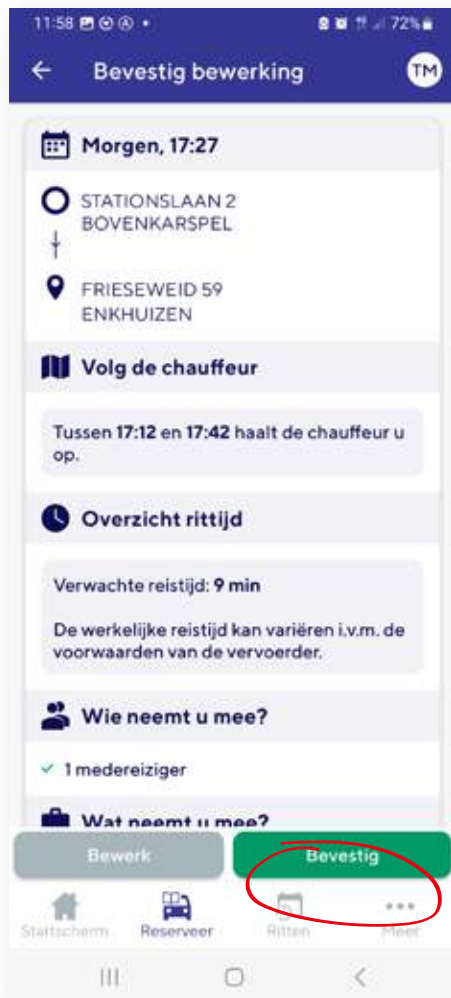 11:58
72%
Bevestig bewerking
TM
Morgen, 17:27
STATIONSLAAN 2
BOVENKARSPEL
FRIESEWEID 59
ENKHUIZEN
Volg de chauffeur
Tussen 17:12 en 17:42 haalt de chauffeur u
op.
Overzicht rittijd
Verwachte reistijd: 9 min
De werkelijke reistijd kan variëren i.v.m. de
voorwaarden van de vervoerder.
Wie neemt u mee?
1 medereiziger
Wat neemt u mee?
Bewerk
Bevestig
Startscherm
Reserveer
Ritten
Meer